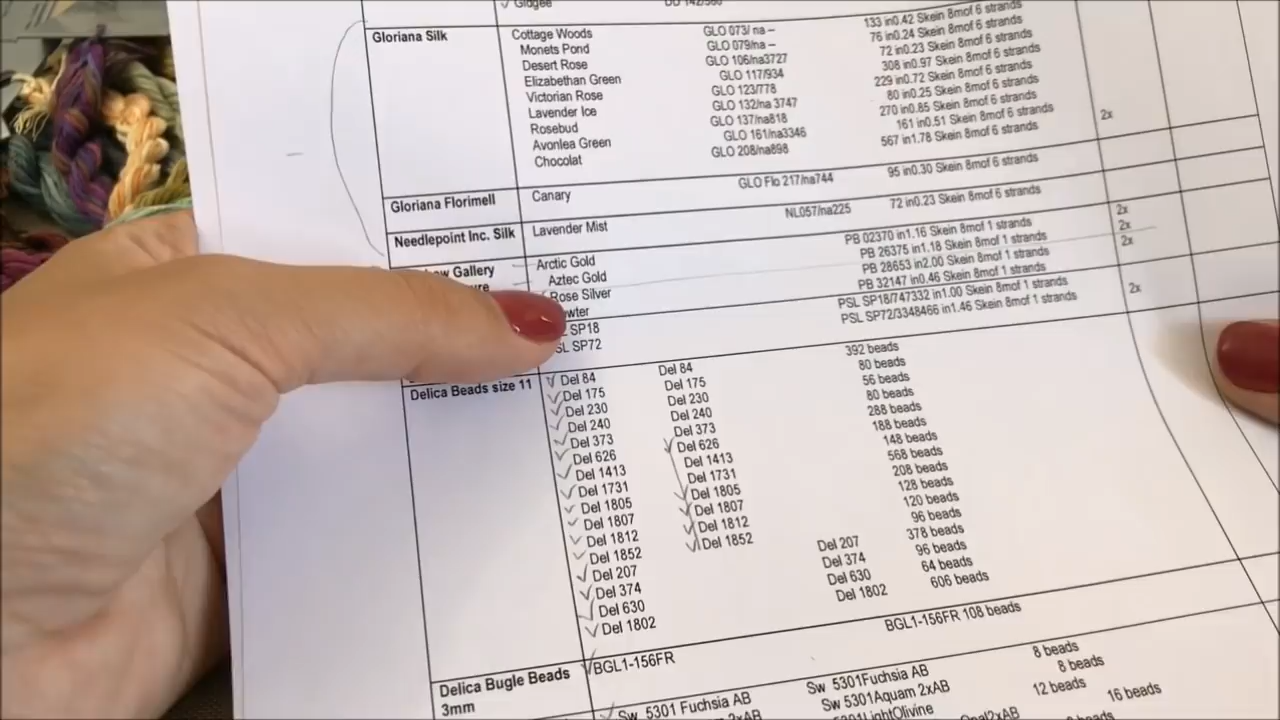 Glogee DD 142/580
Gloriana Silk Cottage Woods GLO 073/ na – 133 in0.42 Skein 8mof 6 strands
Monets Pond GLO 079/na – 76 in0.24 Skein 8mof 6 strands
Desert Rose GLO 106/na3727 72 in0.23 Skein 8mof 6 strands
Elizabethan Green GLO 117/934 308 in0.97 Skein 8mof 6 strands
Victorian Rose GLO 123/778 229 in0.72 Skein 8mof 6 strands
Lavender Ice GLO 132/na 3747 80 in0.25 Skein 8mof 6 strands
Rosebud GLO 137/na818 270 in0.85 Skein 8mof 6 strands
Avonlea Green GLO 161/na3346 161 in0.51 Skein 8mof 6 strands
Chocolat GLO 208/na898 567 in1.78 Skein 8mof 6 strands 2x
Gloriana Florimell Canary GLO Flo 217/na744 95 in0.30 Skein 8mof 6 strands
Needlepoint Inc. Silk Lavender Mist NL057/na225 72 in0.23 Skein 8mof 6 strands
Gallery Arctic Gold PB 02370 in1.16 Skein 8mof 1 strands 2x
Aztec Gold PB 26375 in1.18 Skein 8mof 1 strands 2x
Rose Silver PB 28653 in2.00 Skein 8mof 1 strands 2x
PB 32147 in0.46 Skein 8mof 1 strands
SP18 PSL SP18/747332 in1.00 Skein 8mof 1 strands
SP72 PSL SP72/3348466 in1.46 Skein 8mof 1 strands 2x
Delica Beads size 11 Del 84 Del 84 392 beads
Del 175 Del 175 80 beads
Del 230 Del 230 56 beads
Del 240 Del 240 80 beads
Del 373 Del 373 288 beads
Del 626 Del 626 188 beads
Del 1413 Del 1413 148 beads
Del 1731 Del 1731 568 beads
Del 1805 Del 1805 208 beads
Del 1807 Del 1807 128 beads
Del 1812 Del 1812 120 beads
Del 1852 Del 1852 96 beads
Del 207 Del 207 378 beads
Del 374 Del 374 96 beads
Del 630 Del 630 64 beads
Del 1802 Del 1802 606 beads
Delica Bugle Beads 3mm BGL1-156FR BGL1-156FR 108 beads
Sw 5301 Fuchsia AB Sw 5301Fuchsia AB 8 beads
2xAB Sw 5301Aquam 2xAB 8 beads
5301LightOlivine 12 beads
Opal2xAB 16 beads
beads